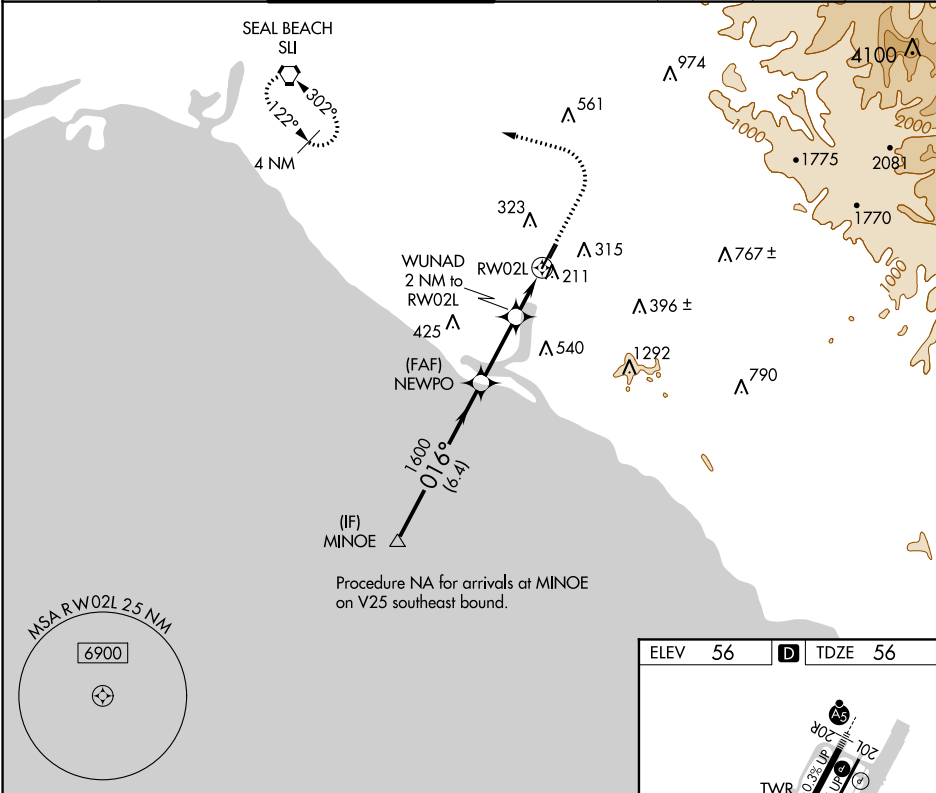 SEAL BEACH
SLI
302°
122°
4 NM
974
4100
561
1000
2000
1775
2081
1770
323
315
767 ±
WUNAD
2 NM to
RW02L
RW02L
211
396 ±
425
540
1292
790
(FAF)
NEWPO
1600
016°
(6.4)
(IF)
MINOE
Procedure NA for arrivals at MINOE
on V25 southeast bound.
MSA RW02L 25 NM
6900
ELEV 56 D TDZE 56
A5
20R
20L
0.3% UP
P
UP
P
TWR